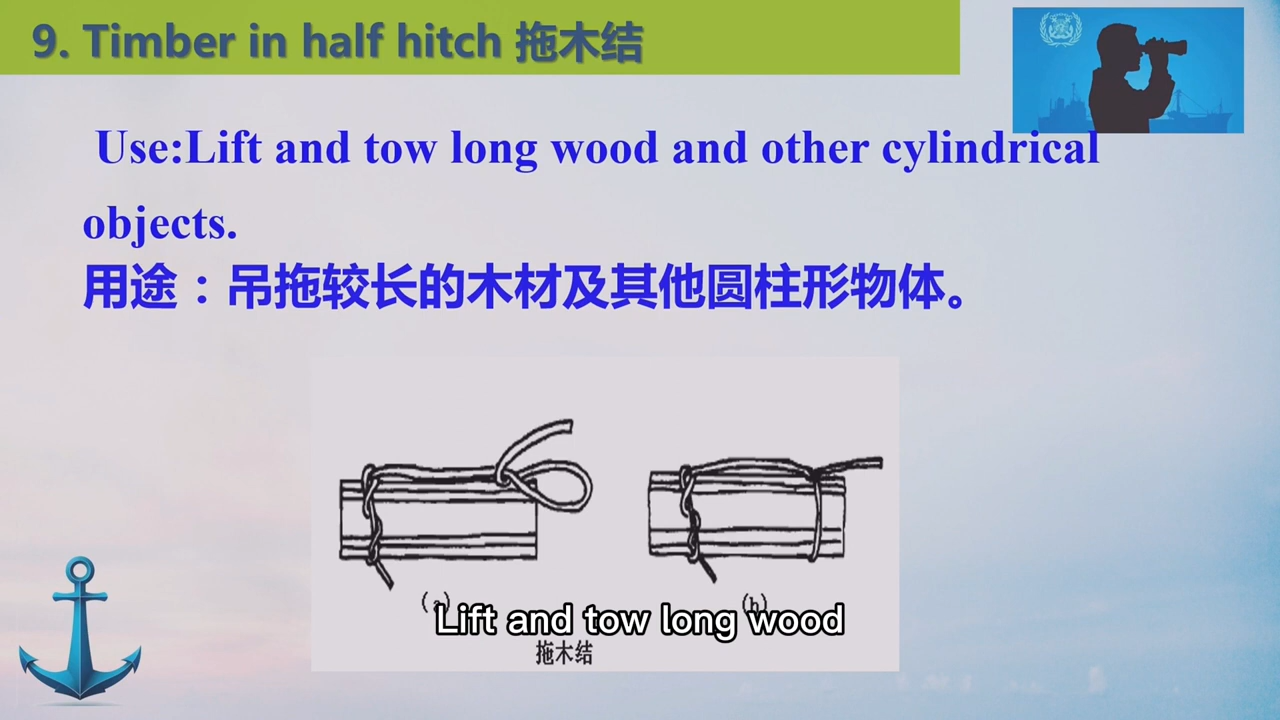 9. Timber in half hitch 拖木结
Use:Lift and tow long wood and other cylindrical
objects.
用途：吊拖较长的木材及其他圆柱形物体。
(a) (b)
Lift and tow long wood
拖木结